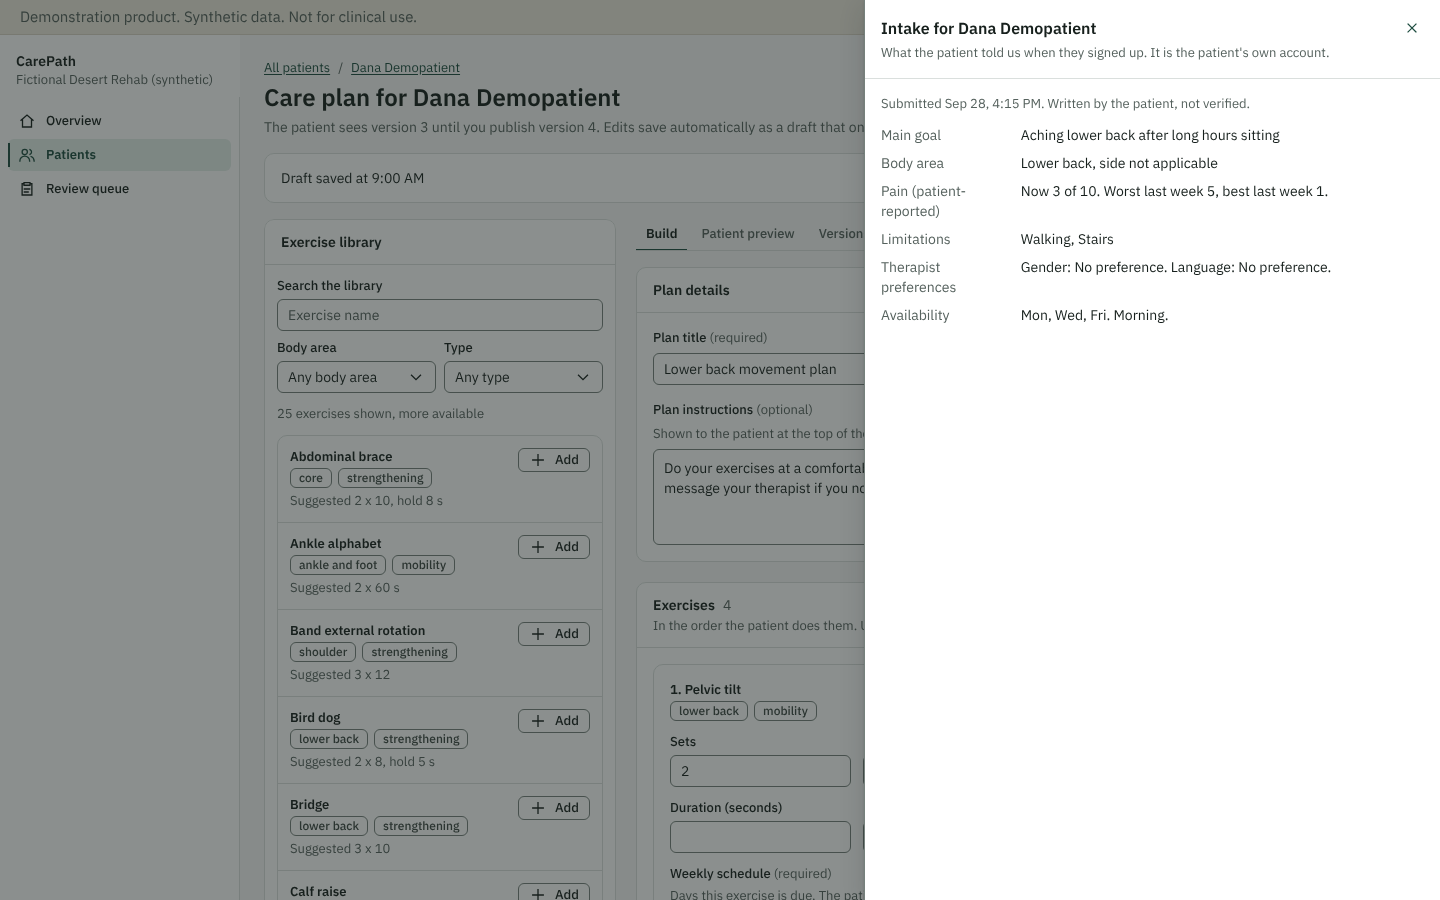 Demonstration product. Synthetic data. Not for clinical use.
CarePath
Fictional Desert Rehab (synthetic)
Overview
Patients
Review queue
All patients / Dana Demopatient
Care plan for Dana Demopatient
The patient sees version 3 until you publish version 4. Edits save automatically as a draft that on
Draft saved at 9:00 AM
Exercise library
Search the library
Exercise name
Body area
Type
Any body area
Any type
25 exercises shown, more available
Abdominal brace
Add
core
strengthening
Suggested 2 x 10, hold 8 s
Ankle alphabet
Add
ankle and foot
mobility
Suggested 2 x 60 s
Band external rotation
Add
shoulder
strengthening
Suggested 3 x 12
Bird dog
Add
lower back
strengthening
Suggested 2 x 8, hold 5 s
Bridge
Add
lower back
strengthening
Suggested 3 x 10
Calf raise
Add
Build
Patient preview
Version
Plan details
Plan title (required)
Lower back movement plan
Plan instructions (optional)
Shown to the patient at the top of the
Do your exercises at a comfortal
message your therapist if you no
Exercises 4
In the order the patient does them.
1. Pelvic tilt
lower back
mobility
Sets
2
Duration (seconds)
Weekly schedule (required)
Days this exercise is due. The pat
Intake for Dana Demopatient
What the patient told us when they signed up. It is the patient's own account.
Submitted Sep 28, 4:15 PM. Written by the patient, not verified.
Main goal
Aching lower back after long hours sitting
Body area
Lower back, side not applicable
Pain (patient-
reported)
Now 3 of 10. Worst last week 5, best last week 1.
Limitations
Walking, Stairs
Therapist
preferences
Gender: No preference. Language: No preference.
Availability
Mon, Wed, Fri. Morning.